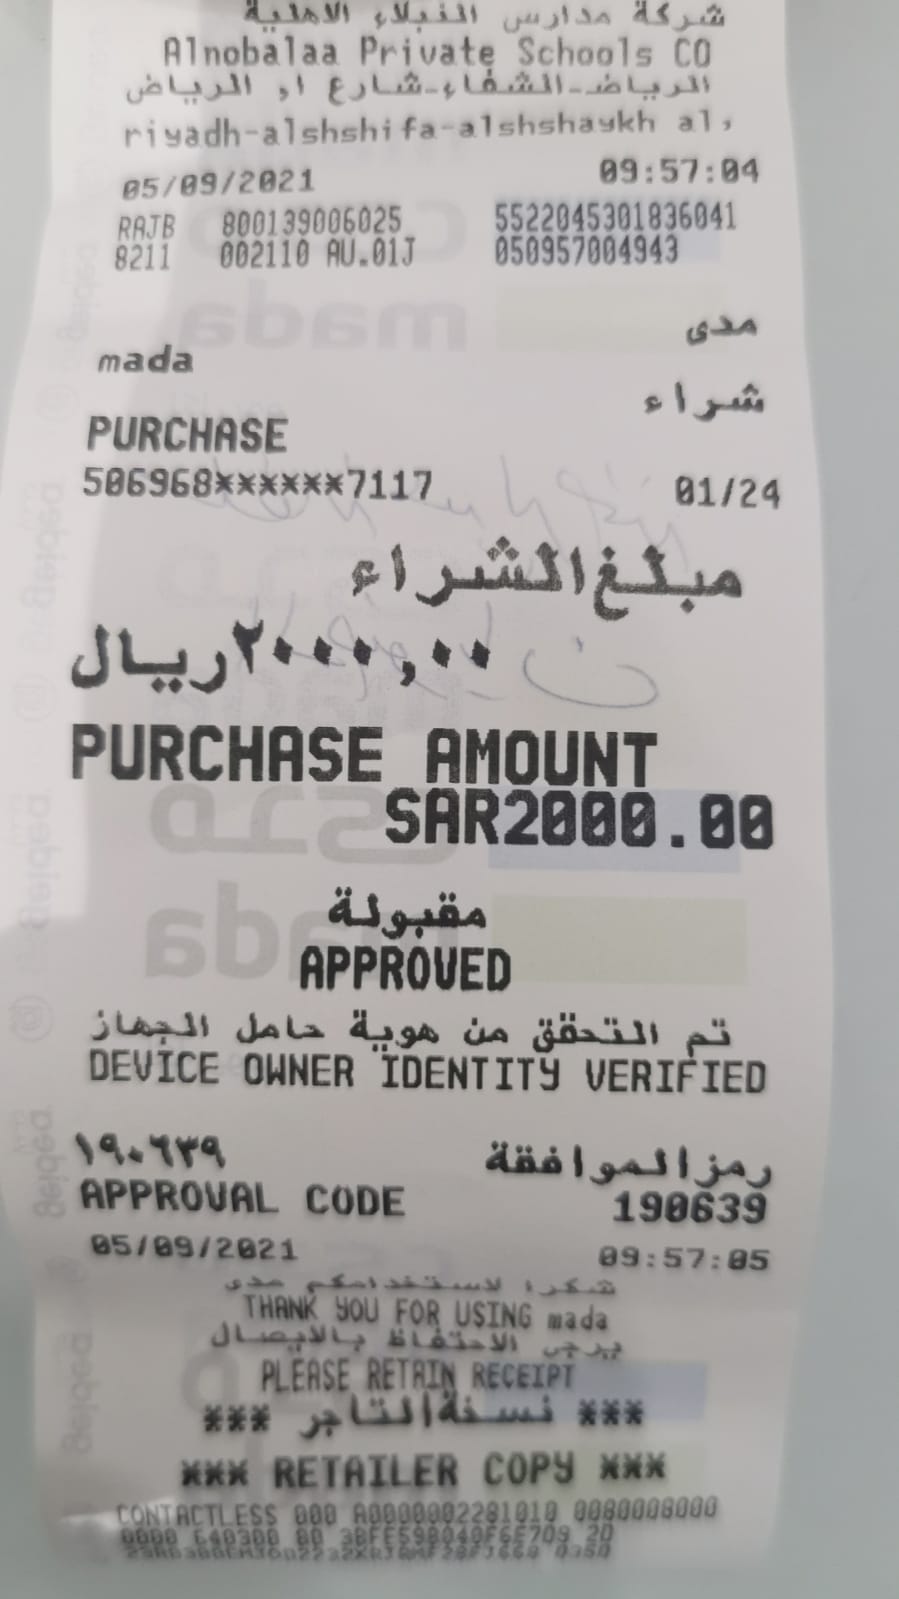 شركة مدارس النبلاء الاهلية
Alnobalaa Private Schools CO
الرياض-الشفاء-شارع ا, الرياض
riyadh-alshshifa-alshshaykh al,
05/09/2021 09:57:04
RAJB 800139006025 5522045301836041
8211 002110 AU.01J 050957004943
مدى
mada
شراء
PURCHASE
506968******7117 01/24
مبلغ الشراء
٢٠٠٠,٠٠ ريال
PURCHASE AMOUNT
SAR2000.00
مقبولة
APPROVED
تم التحقق من هوية حامل الجهاز
DEVICE OWNER IDENTITY VERIFIED
رمز الموافقة ١٩٠٦٣٩
APPROVAL CODE 190639
05/09/2021 09:57:05
شكرا لاستخدامكم مدى
THANK YOU FOR USING mada
يرجى الاحتفاظ بالايصال
PLEASE RETAIN RECEIPT
*** نسخة التاجر ***
*** RETAILER COPY ***
CONTACTLESS 000 A0000002281010 0080008000